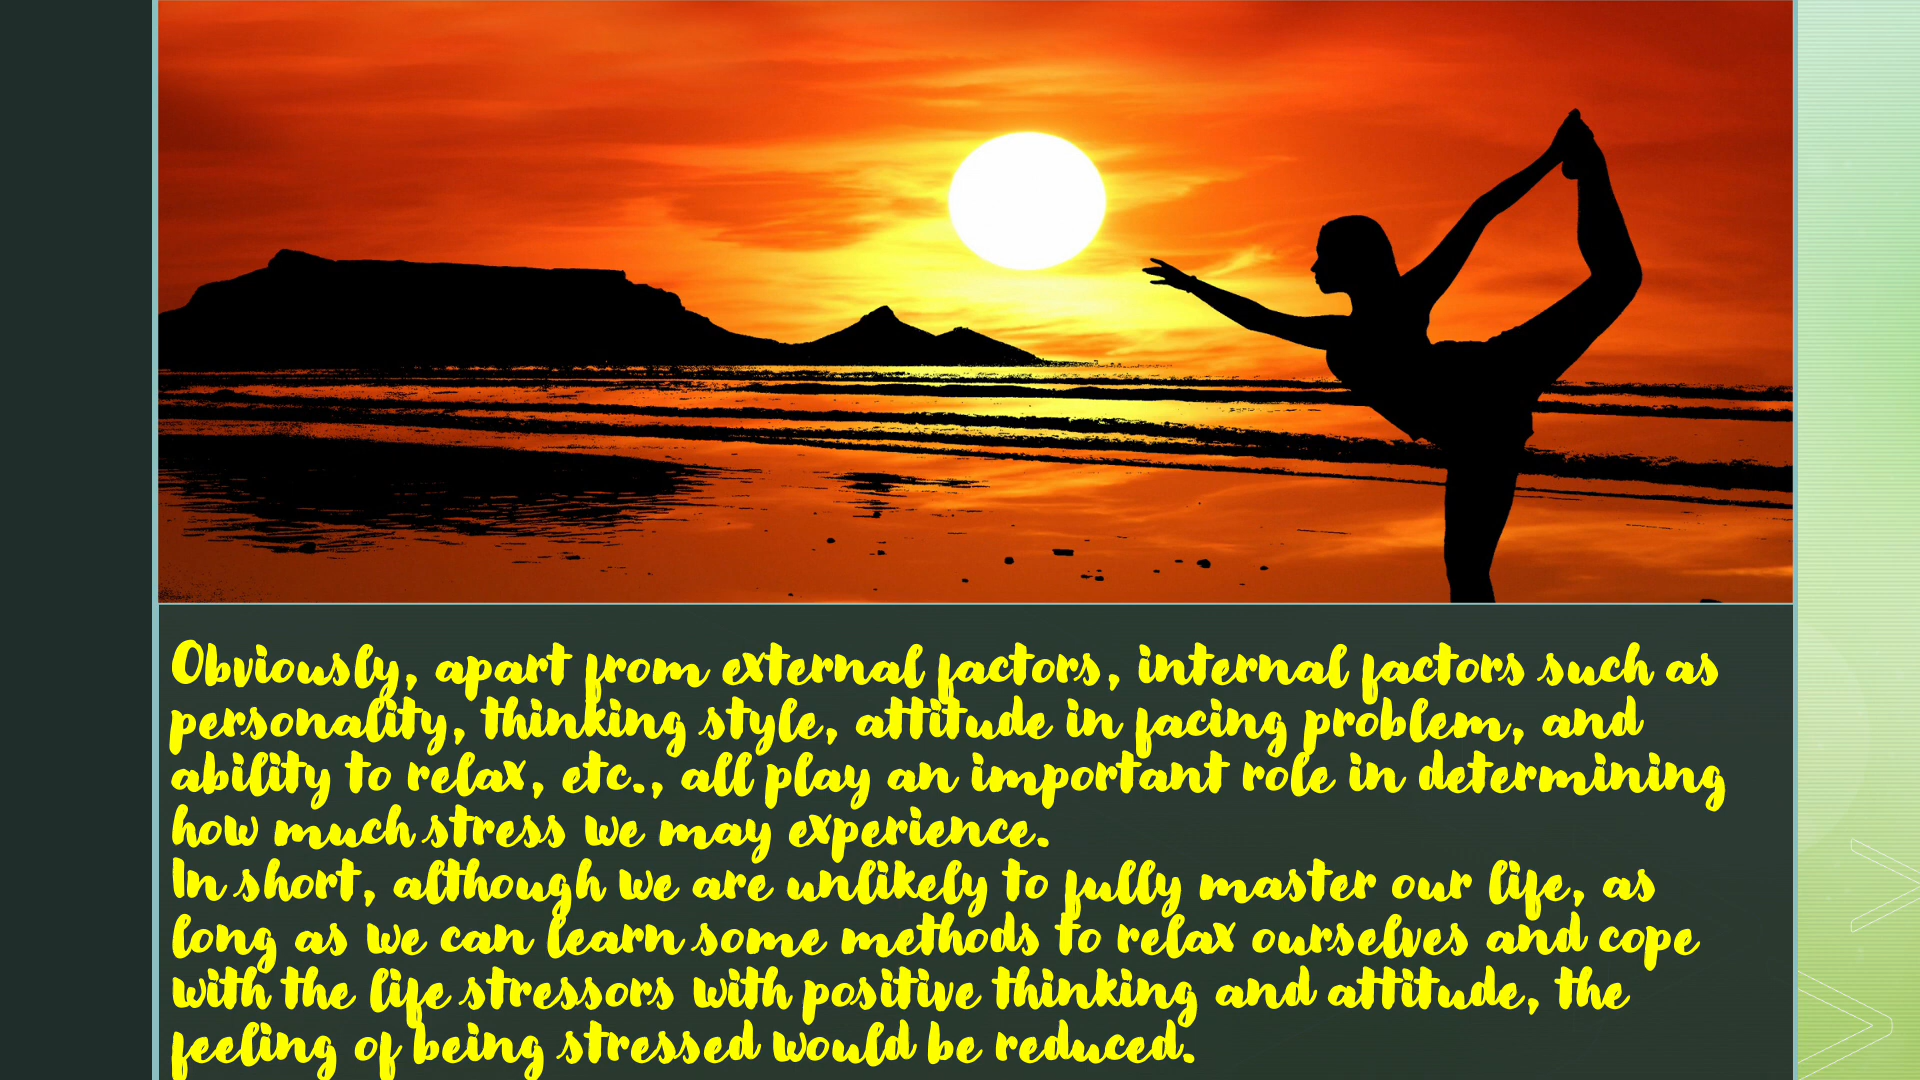 Obviously, apart from external factors, internal factors such as
personality, thinking style, attitude in facing problem, and
ability to relax, etc., all play an important role in determining
how much stress we may experience.
In short, although we are unlikely to fully master our life, as
long as we can learn some methods to relax ourselves and cope
with the life stressors with positive thinking and attitude, the
feeling of being stressed would be reduced.